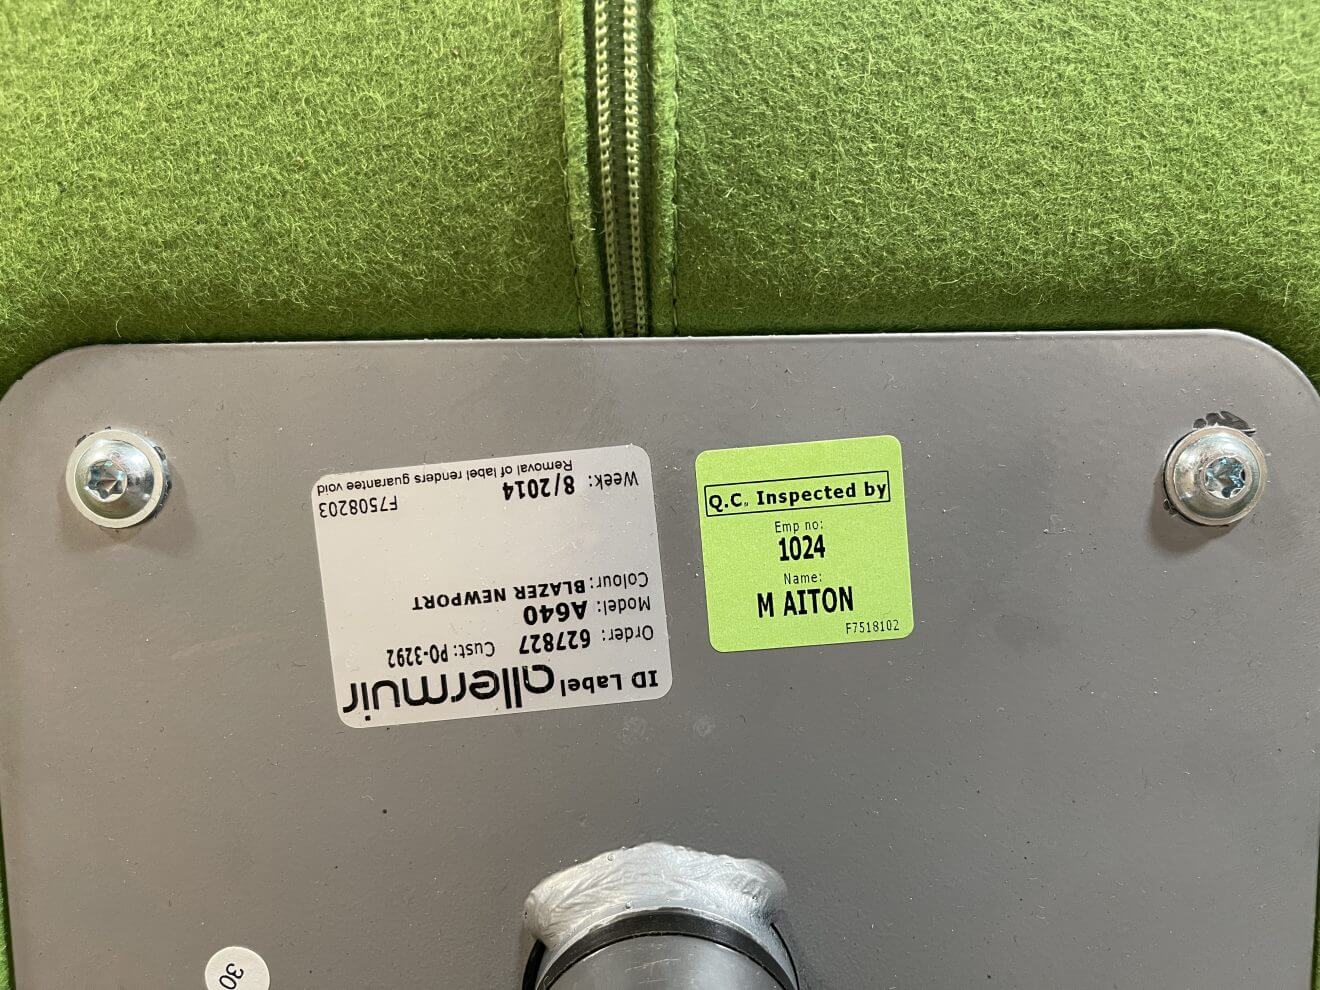 ID Label allermuir
Order: 627827 Cust: PO-3292
Model: A640
Colour: BLAZER NEWPORT
F7508203
Week: 8/2014
Removal of label renders guarantee void
Q.C. Inspected by
Emp no:
1024
Name:
M AITON
F7518102
30